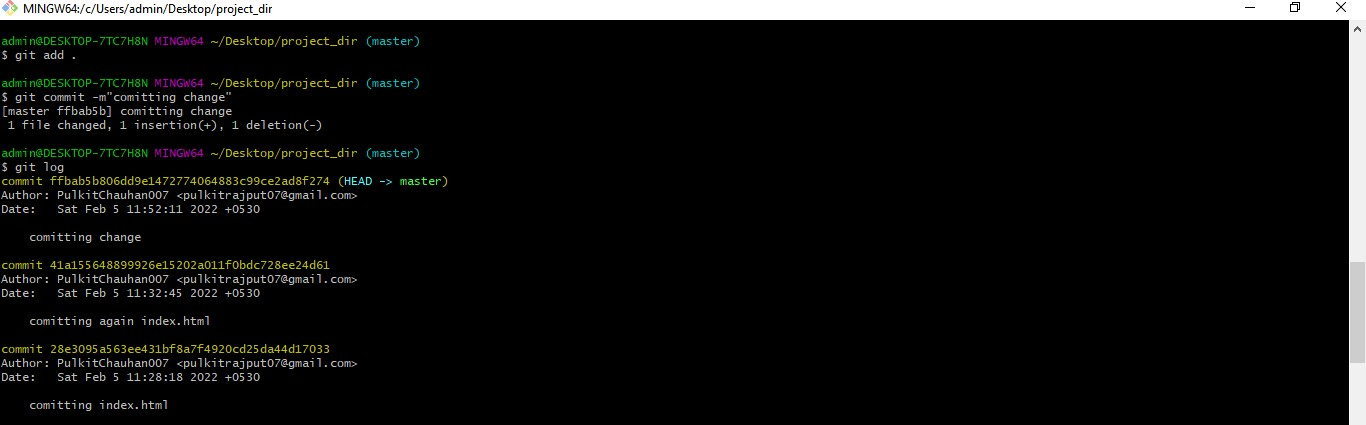 MINGW64:/c/Users/admin/Desktop/project_dir
admin@DESKTOP-7TC7H8N MINGW64 ~/Desktop/project_dir (master)
$ git add .
admin@DESKTOP-7TC7H8N MINGW64 ~/Desktop/project_dir (master)
$ git commit -m"comitting change"
[master ffbab5b] comitting change
 1 file changed, 1 insertion(+), 1 deletion(-)
admin@DESKTOP-7TC7H8N MINGW64 ~/Desktop/project_dir (master)
$ git log
commit ffbab5b806dd9e1472774064883c99ce2ad8f274 (HEAD -> master)
Author: PulkitChauhan007 <pulkitrajput07@gmail.com>
Date:   Sat Feb 5 11:52:11 2022 +0530
    comitting change
commit 41a155648899926e15202a011f0bdc728ee24d61
Author: PulkitChauhan007 <pulkitrajput07@gmail.com>
Date:   Sat Feb 5 11:32:45 2022 +0530
    comitting again index.html
commit 28e3095a563ee431bf8a7f4920cd25da44d17033
Author: PulkitChauhan007 <pulkitrajput07@gmail.com>
Date:   Sat Feb 5 11:28:18 2022 +0530
    comitting index.html